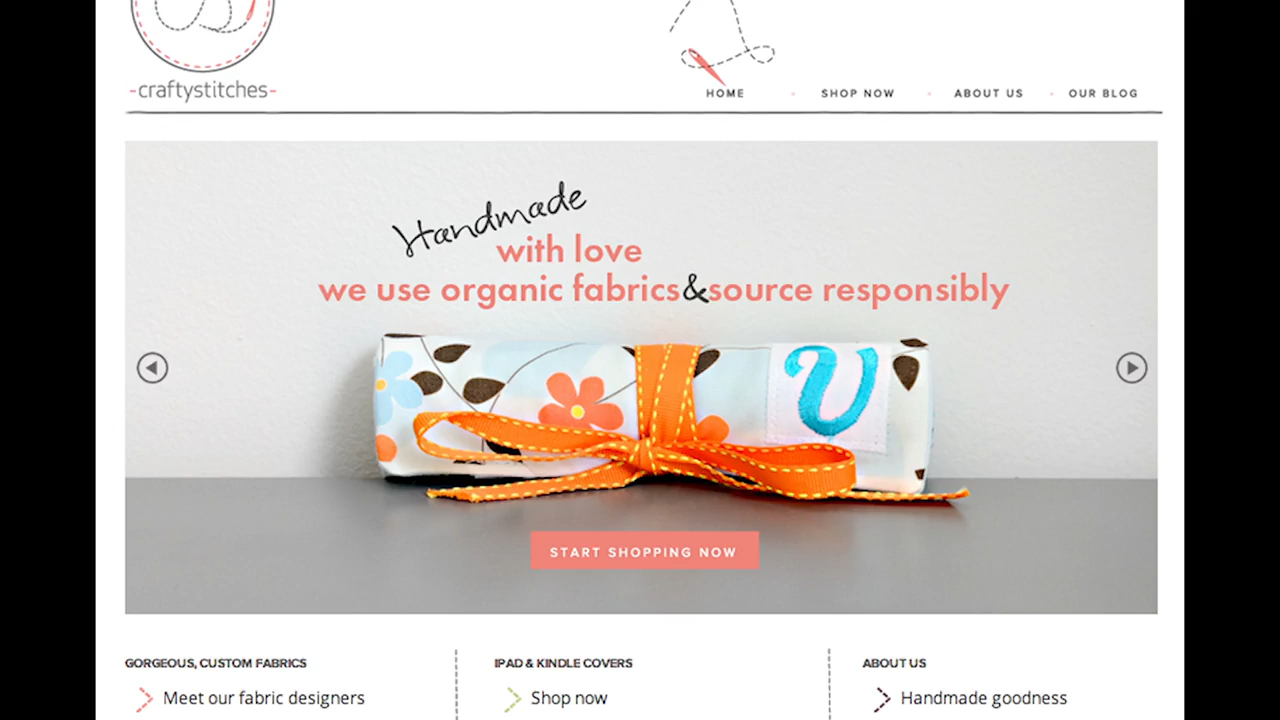 -craftystitches-
HOME SHOP NOW ABOUT US OUR BLOG
Handmade
with love
we use organic fabrics & source responsibly
U
START SHOPPING NOW
GORGEOUS, CUSTOM FABRICS
Meet our fabric designers
IPAD & KINDLE COVERS
Shop now
ABOUT US
Handmade goodness